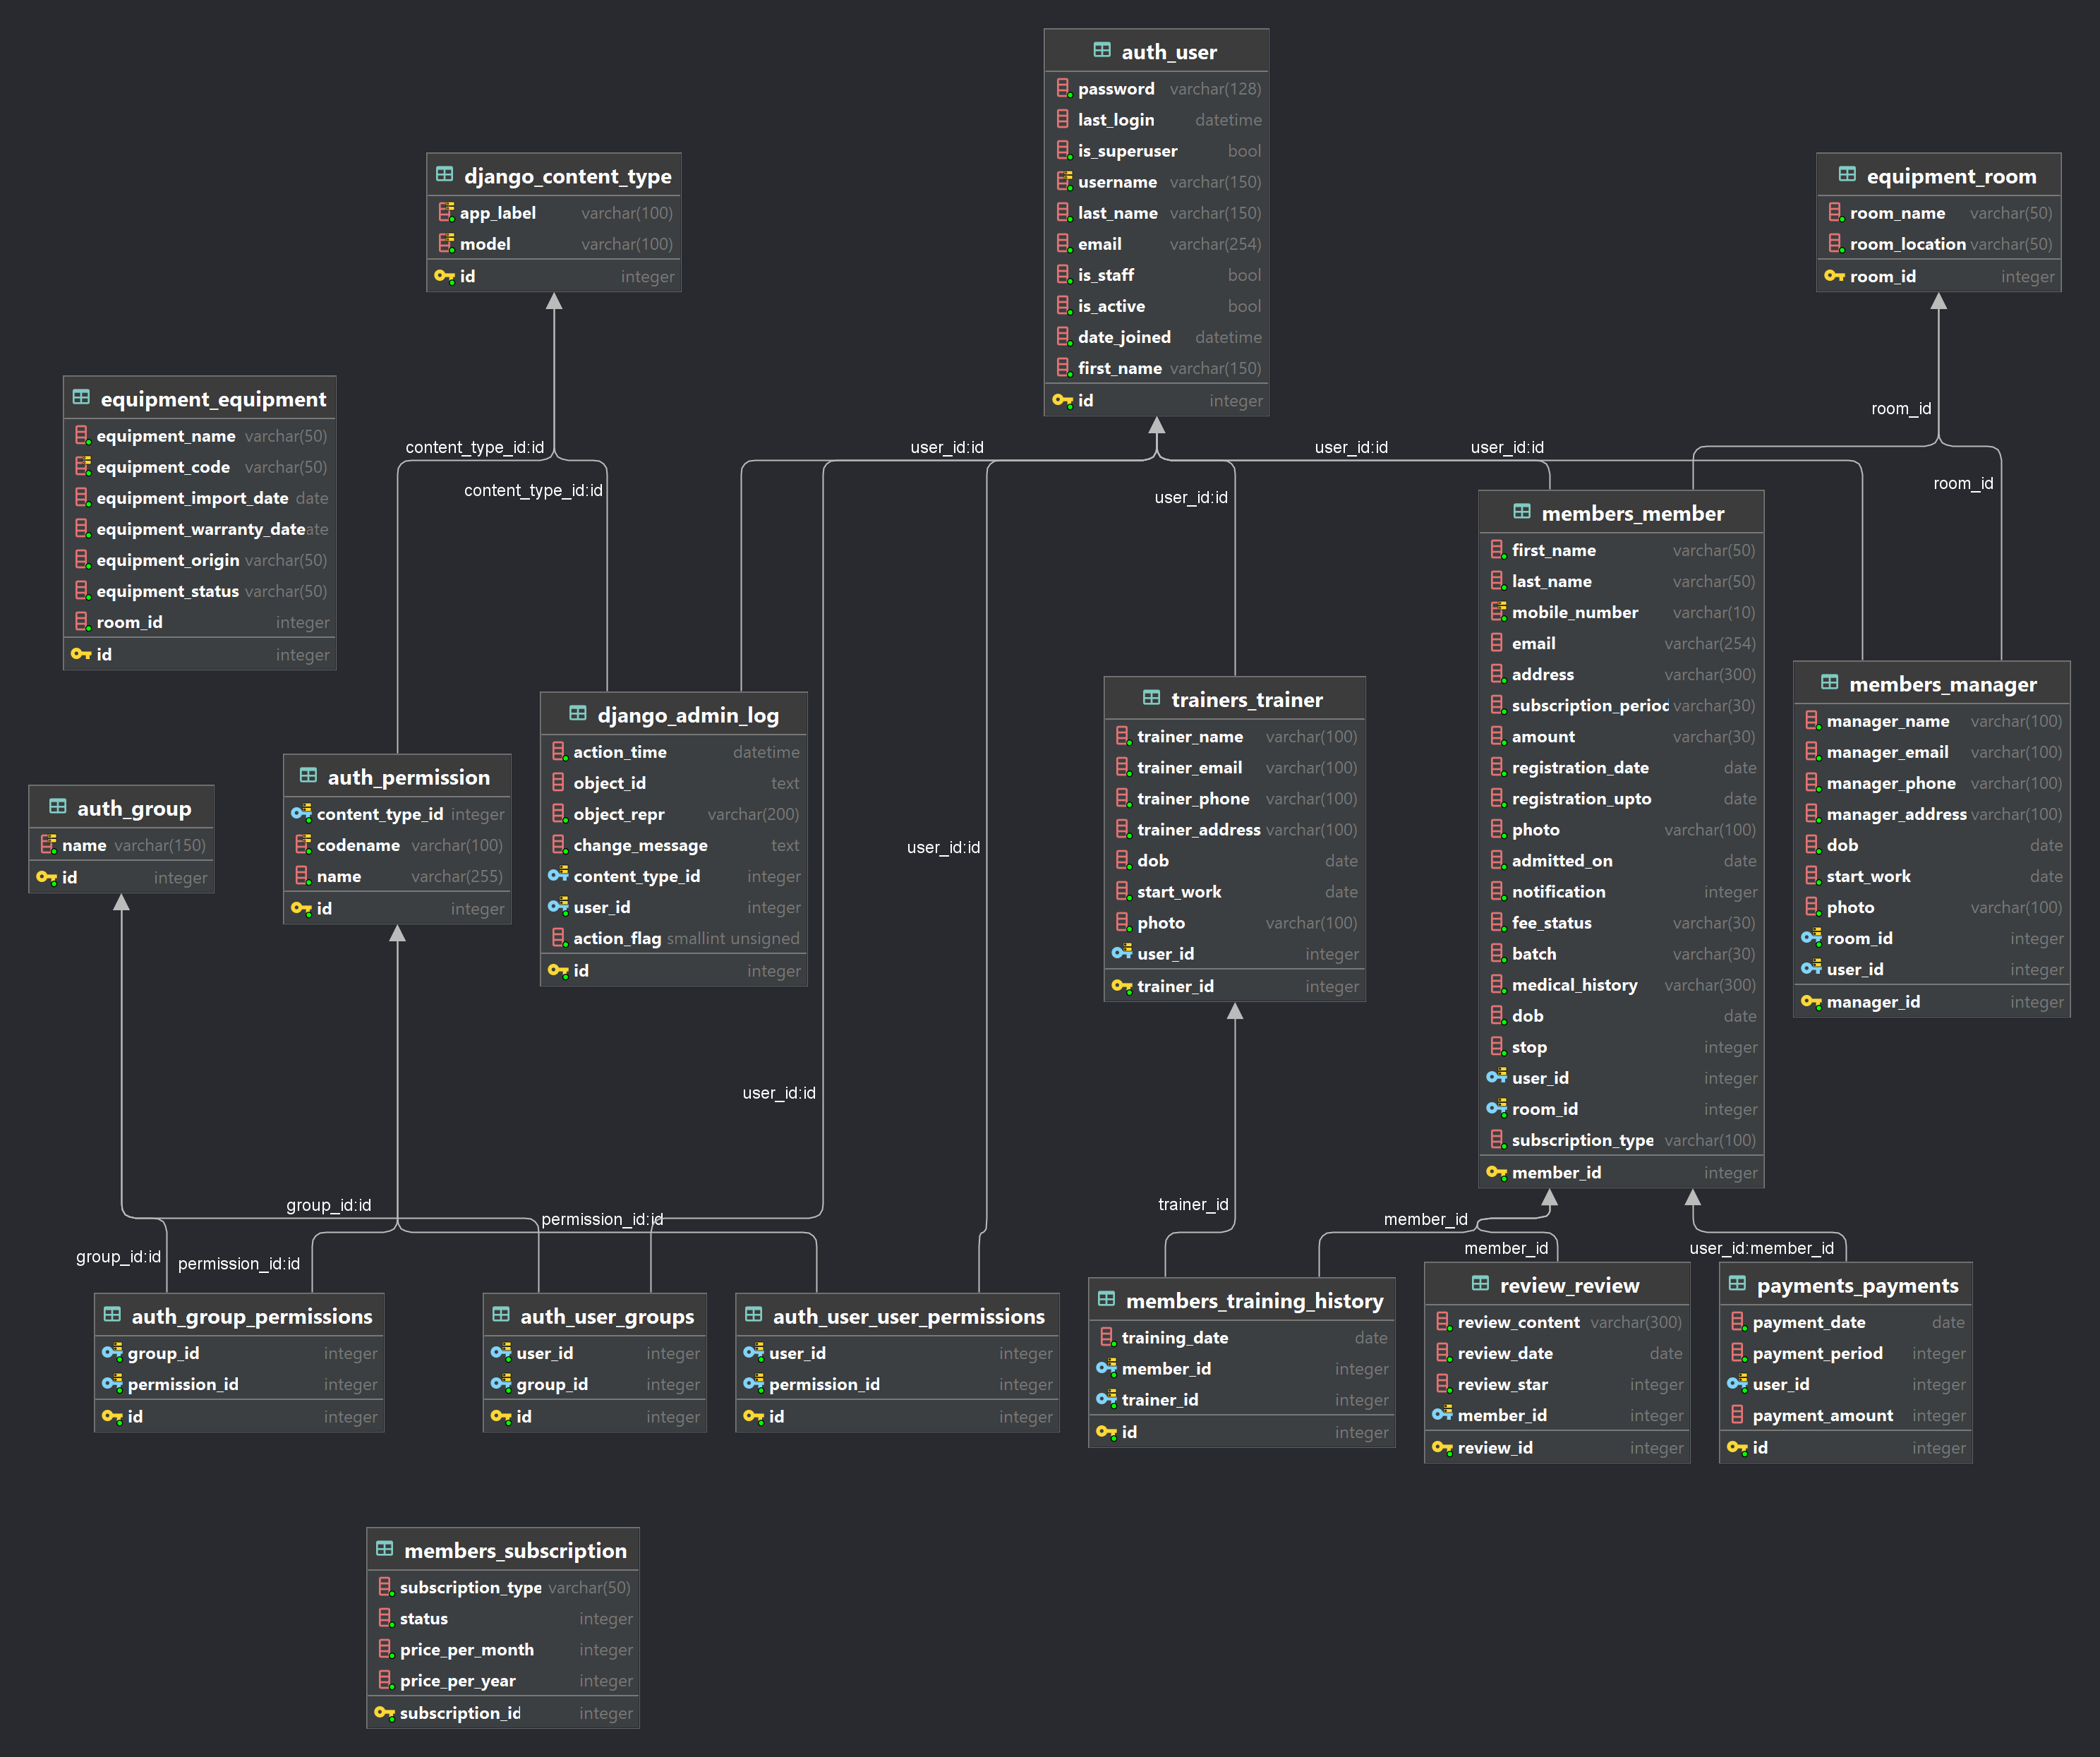 auth_user
password varchar(128)
last_login datetime
is_superuser bool
username varchar(150)
last_name varchar(150)
email varchar(254)
is_staff bool
is_active bool
date_joined datetime
first_name varchar(150)
id integer
django_content_type
app_label varchar(100)
model varchar(100)
id integer
equipment_room
room_name varchar(50)
room_location varchar(50)
room_id integer
equipment_equipment
equipment_name varchar(50)
equipment_code varchar(50)
equipment_import_date date
equipment_warranty_date ate
equipment_origin varchar(50)
equipment_status varchar(50)
room_id integer
id integer
room_id
content_type_id:id
user_id:id
user_id:id
user_id:id
content_type_id:id
user_id:id
room_id
members_member
first_name varchar(50)
last_name varchar(50)
mobile_number varchar(10)
email varchar(254)
address varchar(300)
subscription_period varchar(30)
amount varchar(30)
registration_date date
registration_upto date
photo varchar(100)
admitted_on date
notification integer
fee_status varchar(30)
batch varchar(30)
medical_history varchar(300)
dob date
stop integer
user_id integer
room_id integer
subscription_type varchar(100)
member_id integer
members_manager
manager_name varchar(100)
manager_email varchar(100)
manager_phone varchar(100)
manager_address varchar(100)
dob date
start_work date
photo varchar(100)
room_id integer
user_id integer
manager_id integer
trainers_trainer
trainer_name varchar(100)
trainer_email varchar(100)
trainer_phone varchar(100)
trainer_address varchar(100)
dob date
start_work date
photo varchar(100)
user_id integer
trainer_id integer
django_admin_log
action_time datetime
object_id text
object_repr varchar(200)
change_message text
content_type_id integer
user_id integer
action_flag smallint unsigned
id integer
auth_permission
content_type_id integer
codename varchar(100)
name varchar(255)
id integer
auth_group
name varchar(150)
id integer
user_id:id
user_id:id
group_id:id
permission_id:id
trainer_id
member_id
group_id:id
permission_id:id
member_id
user_id:member_id
auth_group_permissions
group_id integer
permission_id integer
id integer
auth_user_groups
user_id integer
group_id integer
id integer
auth_user_user_permissions
user_id integer
permission_id integer
id integer
members_training_history
training_date date
member_id integer
trainer_id integer
id integer
review_review
review_content varchar(300)
review_date date
review_star integer
member_id integer
review_id integer
payments_payments
payment_date date
payment_period integer
user_id integer
payment_amount integer
id integer
members_subscription
subscription_type varchar(50)
status integer
price_per_month integer
price_per_year integer
subscription_id integer